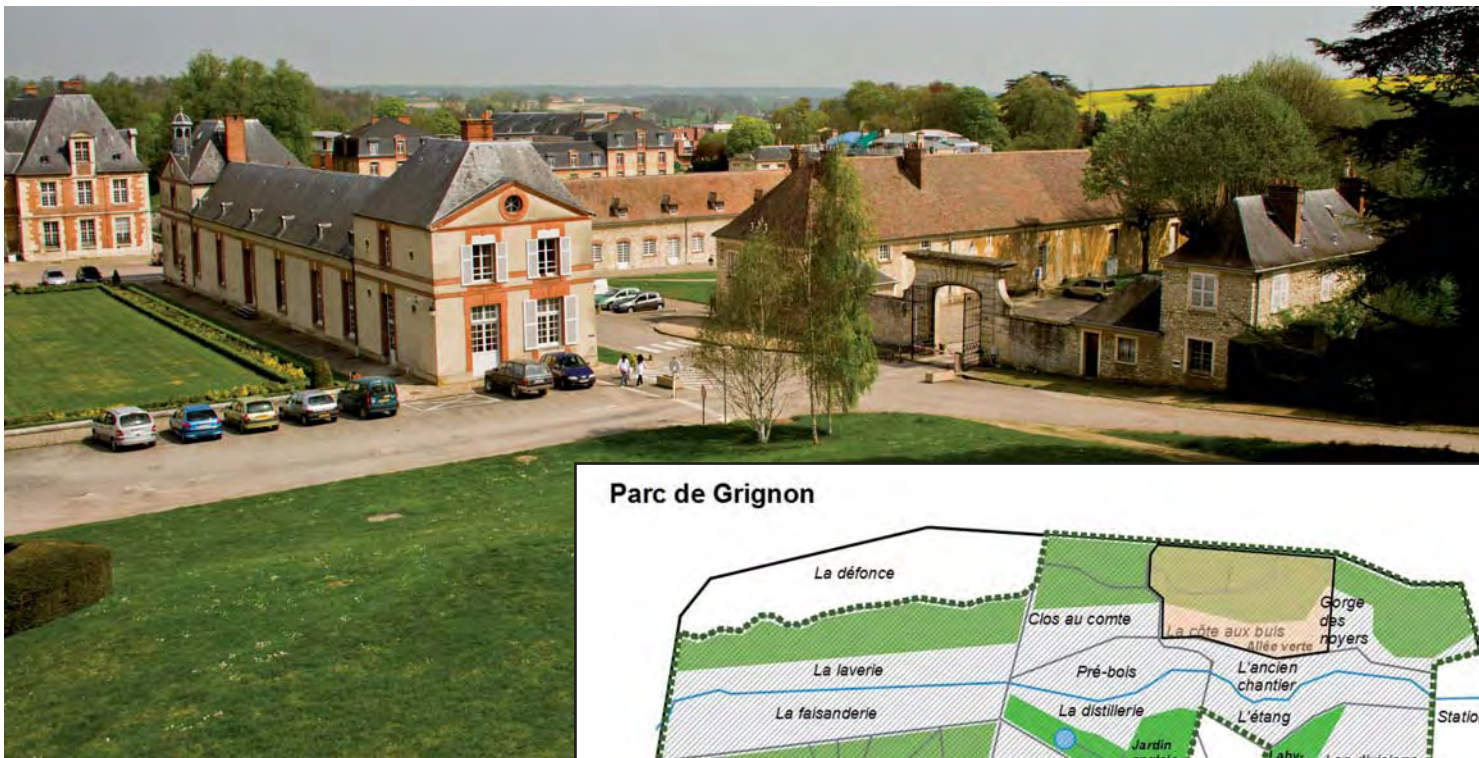 Parc de Grignon
La défonce
Clos au comte
Gorge
des
noyers
La côte aux buis
Allée verte
La laverie
Pré-bois
L'ancien
chantier
La faisanderie
La distillerie
L'étang
Jardin